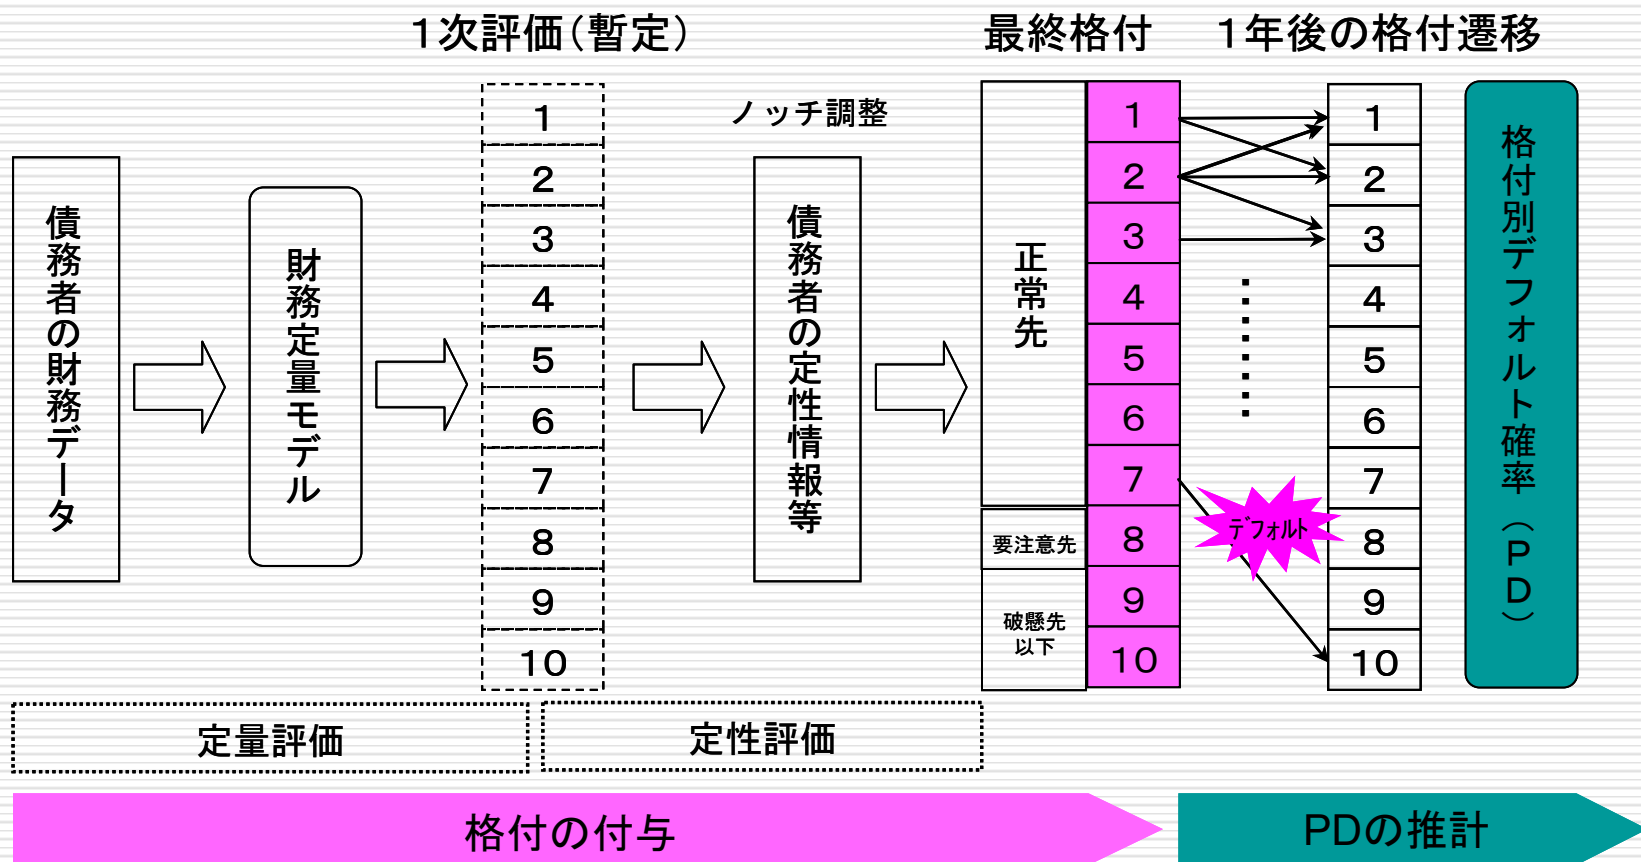 1次評価（暫定）
最終格付
1年後の格付遷移
債務者の財務データ
財務定量モデル
1
2
3
4
5
6
7
8
9
10
ノッチ調整
債務者の定性情報等
正常先
要注意先
破懸先
以下
1
2
3
4
5
6
7
8
9
10
デフォルト
1
2
3
4
5
6
7
8
9
10
格付別デフォルト確率（PD）
定量評価
定性評価
格付の付与
PDの推計